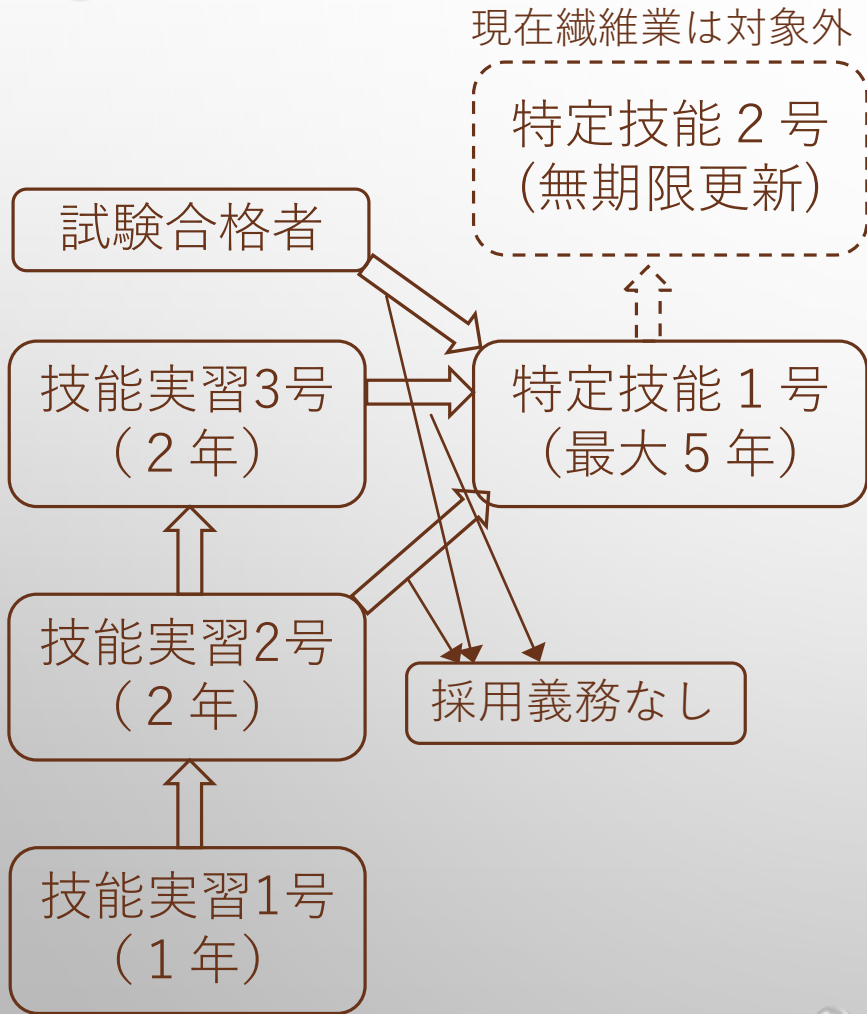 現在繊維業は対象外
特定技能２号
(無期限更新)
試験合格者
技能実習3号
（２年）
特定技能１号
(最大５年)
技能実習2号
（２年）
採用義務なし
技能実習1号
（１年）